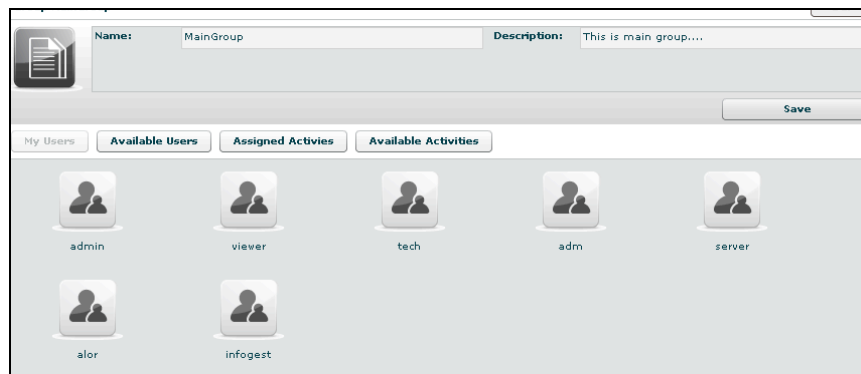 Name: MainGroup Description: This is main group....
Save
My Users Available Users Assigned Activies Available Activities
admin viewer tech adm server
alor infogest